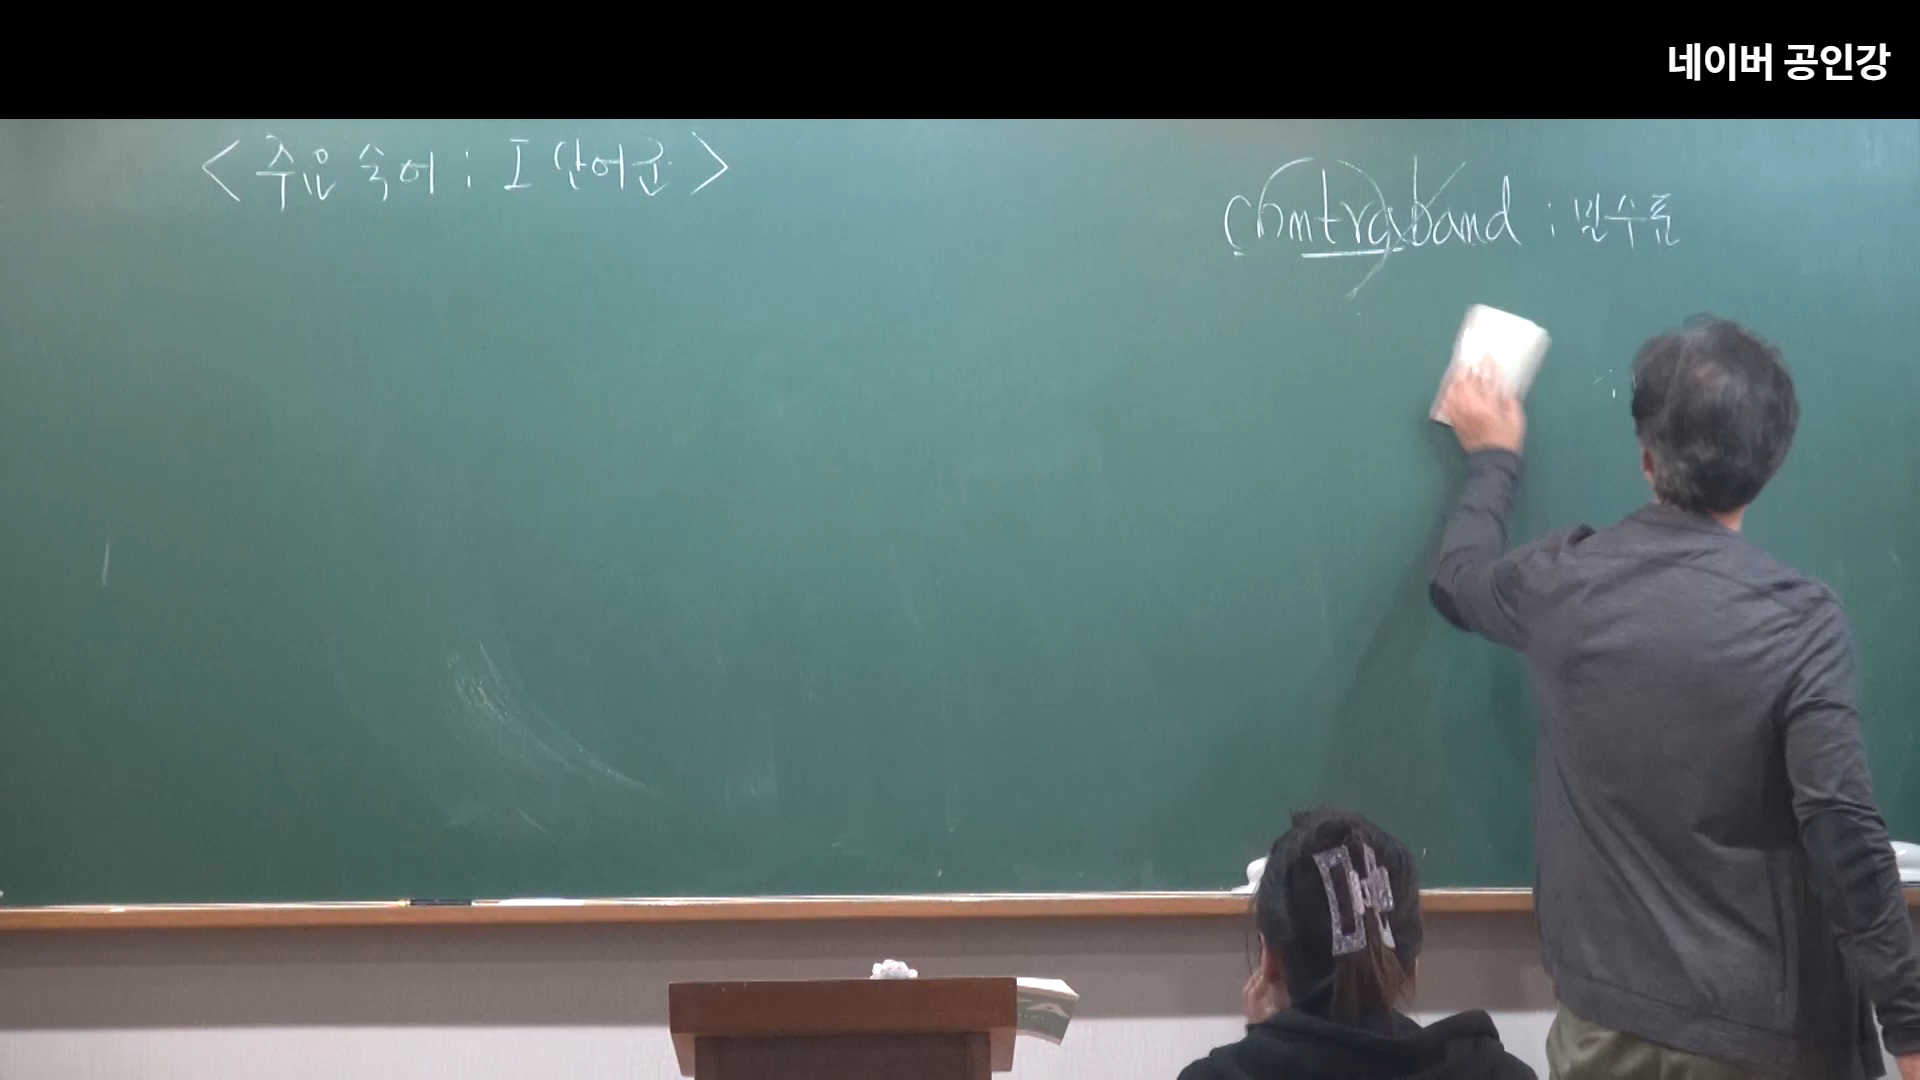 네이버 공인강
<주요 숙어 : I 단어군>
contraband : 밀수품